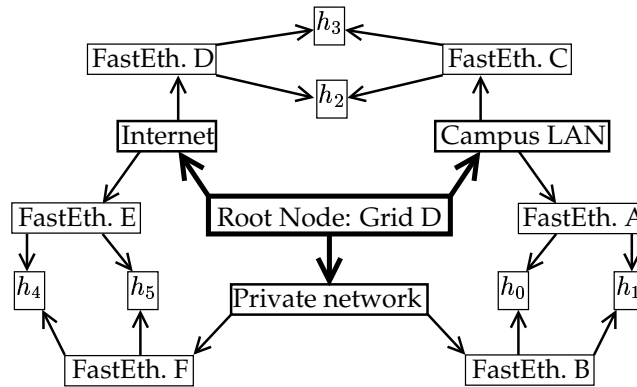 h₃
FastEth. D
FastEth. C
h₂
Internet
Campus LAN
FastEth. E
Root Node: Grid D
FastEth. A
h₄
h₅
Private network
h₀
h₁
FastEth. F
FastEth. B